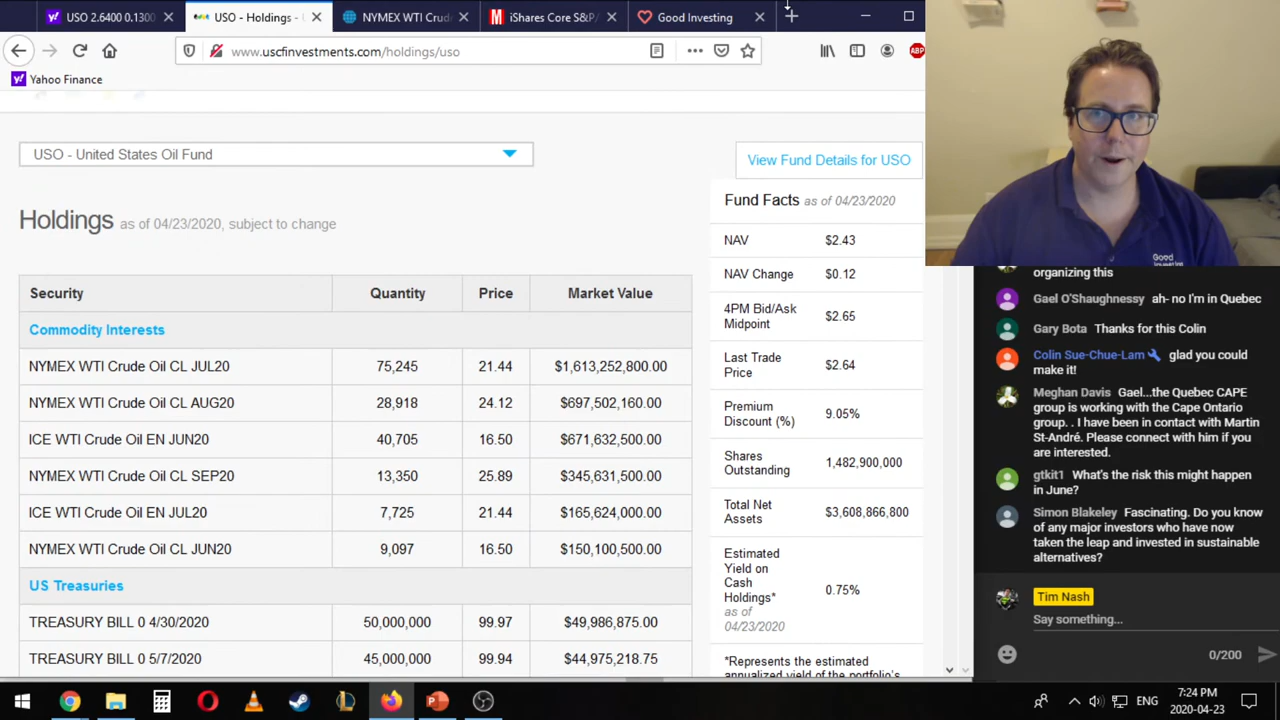 USO 2.6400 0.1300
USO - Holdings -
NYMEX WTI Crud
iShares Core S&P/
Good Investing
www.uscfinvestments.com/holdings/uso
ABP
Yahoo Finance
USO - United States Oil Fund
View Fund Details for USO
Holdings as of 04/23/2020, subject to change
Fund Facts as of 04/23/2020
NAV $2.43
NAV Change $0.12
4PM Bid/Ask
Midpoint
$2.65
Last Trade
Price
$2.64
Premium
Discount (%)
9.05%
Shares
Outstanding
1,482,900,000
Total Net
Assets
$3,608,866,800
Estimated
Yield on
Cash
Holdings*
as of
04/23/2020
0.75%
*Represents the estimated
annualized yield of the portfolio's
Security Quantity Price Market Value
Commodity Interests
NYMEX WTI Crude Oil CL JUL20 75,245 21.44 $1,613,252,800.00
NYMEX WTI Crude Oil CL AUG20 28,918 24.12 $697,502,160.00
ICE WTI Crude Oil EN JUN20 40,705 16.50 $671,632,500.00
NYMEX WTI Crude Oil CL SEP20 13,350 25.89 $345,631,500.00
ICE WTI Crude Oil EN JUL20 7,725 21.44 $165,624,000.00
NYMEX WTI Crude Oil CL JUN20 9,097 16.50 $150,100,500.00
US Treasuries
TREASURY BILL 0 4/30/2020 50,000,000 99.97 $49,986,875.00
TREASURY BILL 0 5/7/2020 45,000,000 99.94 $44,975,218.75
Good
organizing this
Gael O'Shaughnessy ah- no I'm in Quebec
Gary Bota Thanks for this Colin
Colin Sue-Chue-Lam glad you could
make it!
Meghan Davis Gael...the Quebec CAPE
group is working with the Cape Ontario
group. . I have been in contact with Martin
St-André. Please connect with him if you
are interested.
gtkit1 What's the risk this might happen
in June?
Simon Blakeley Fascinating. Do you know
of any major investors who have now
taken the leap and invested in sustainable
alternatives?
Tim Nash
Say something...
0/200
ENG
7:24 PM
2020-04-23